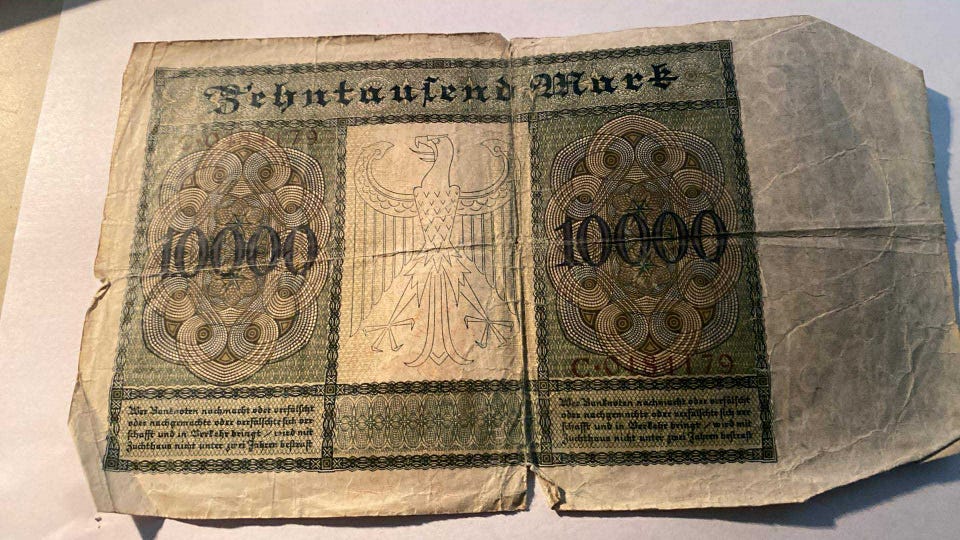 Zehntausend Mark
10000
10000
C·0184179
Wer Banknoten nachmacht oder verfälscht
oder nachgemachte oder verfälschte sich ver
schafft und in Verkehr bringt / wird mit
Zuchthaus nicht unter zwei Jahren bestraft
Wer Banknoten nachmacht oder verfälscht
oder nachgemachte oder verfälschte sich ver
schafft und in Verkehr bringt / wird mit
Zuchthaus nicht unter zwei Jahren bestraft